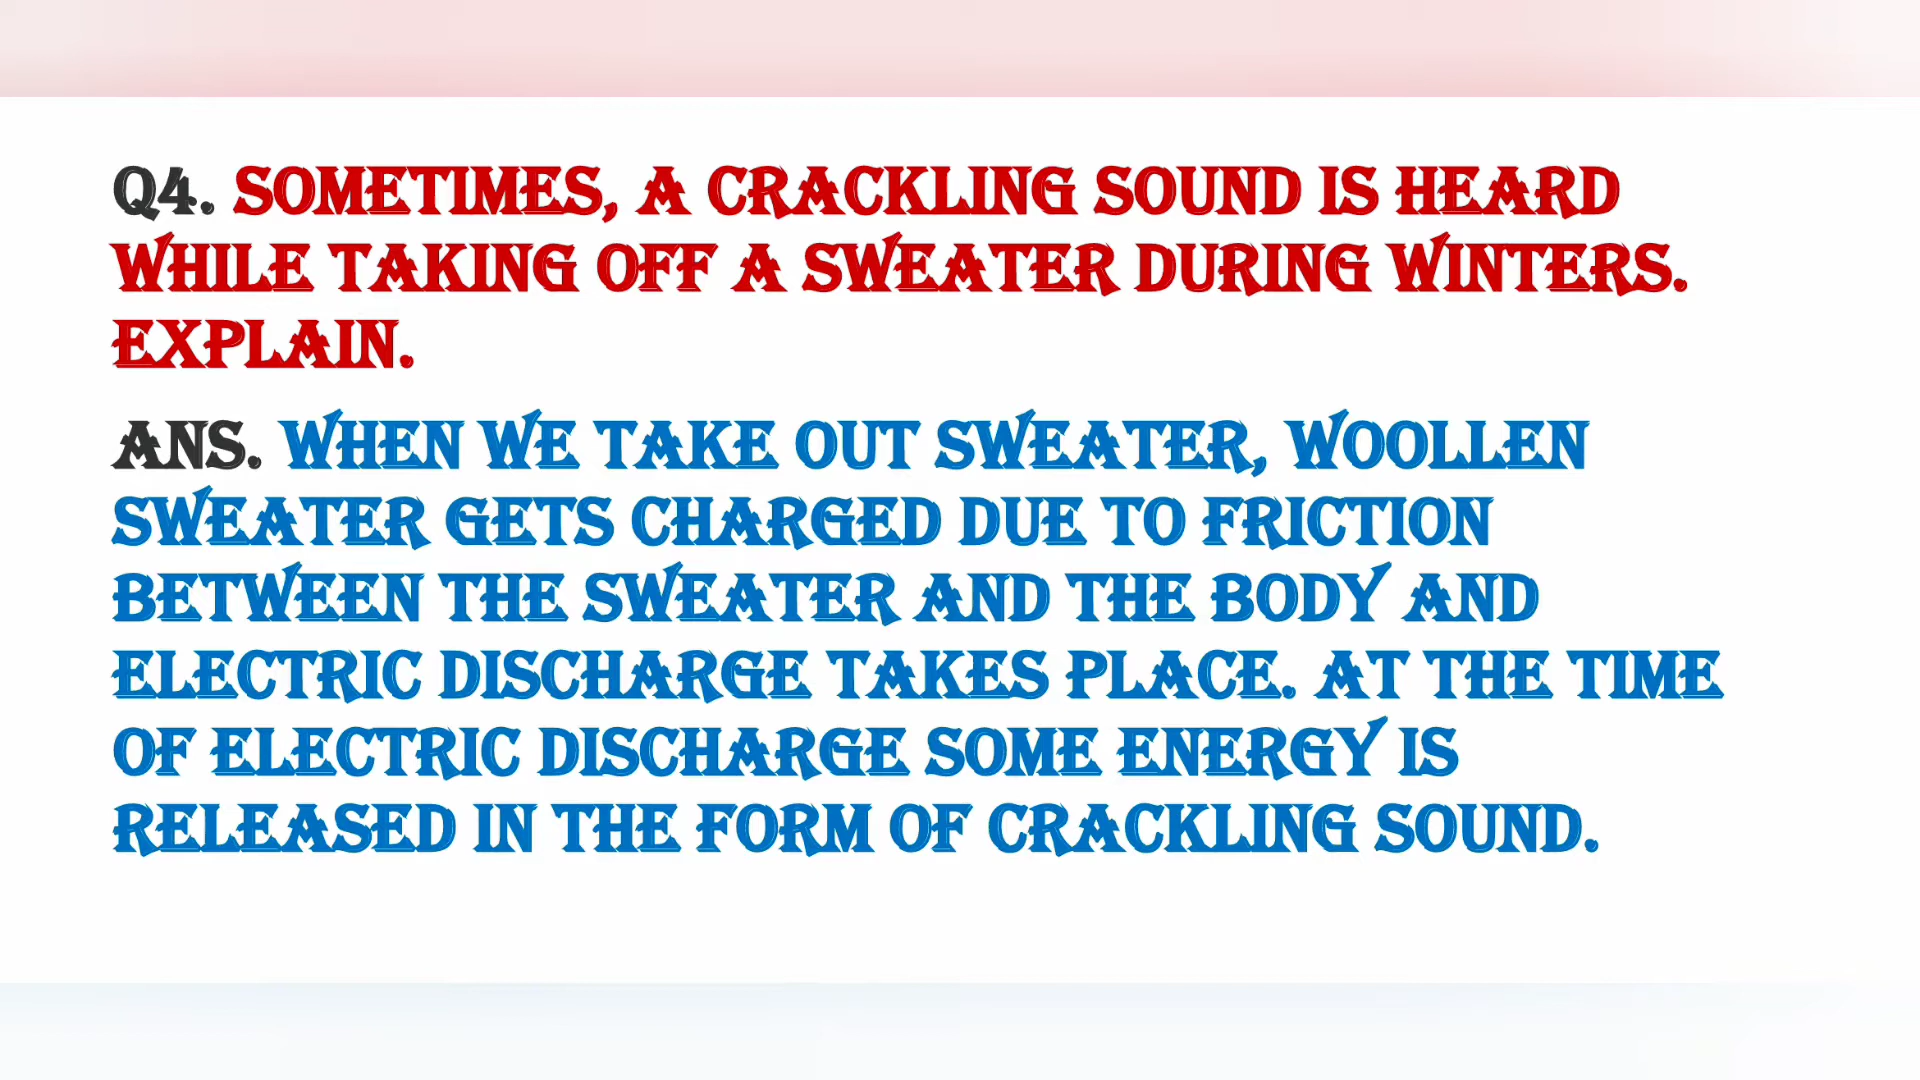 Q4. SOMETIMES, A CRACKLING SOUND IS HEARD
WHILE TAKING OFF A SWEATER DURING WINTERS.
EXPLAIN.
ANS. WHEN WE TAKE OUT SWEATER, WOOLLEN
SWEATER GETS CHARGED DUE TO FRICTION
BETWEEN THE SWEATER AND THE BODY AND
ELECTRIC DISCHARGE TAKES PLACE. AT THE TIME
OF ELECTRIC DISCHARGE SOME ENERGY IS
RELEASED IN THE FORM OF CRACKLING SOUND.